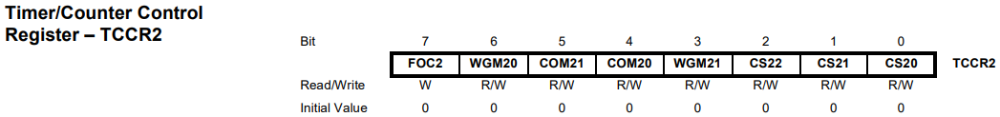 Timer/Counter Control
Register – TCCR2
Bit 7 6 5 4 3 2 1 0
FOC2 WGM20 COM21 COM20 WGM21 CS22 CS21 CS20 TCCR2
Read/Write W R/W R/W R/W R/W R/W R/W R/W
Initial Value 0 0 0 0 0 0 0 0